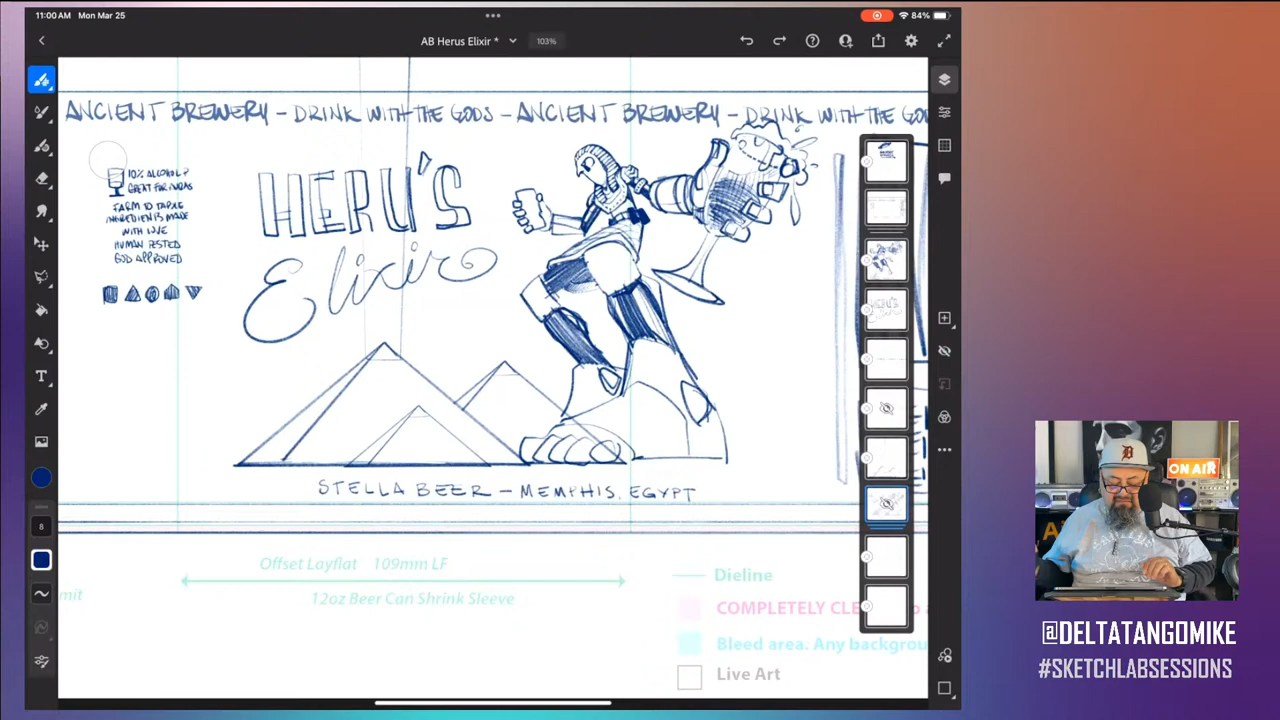 11:00 AM Mon Mar 25
84%
AB Herus Elixir *
103%
ANCIENT BREWERY - DRINK WITH THE GODS - ANCIENT BREWERY - DRINK WITH THE GO
10% ALCOHOL?
GREAT FOR
FARM TO TABLE
INGREDIENTS MADE
WITH LOVE
HUMAN TESTED
GOD APPROVED
HERU'S
Elixir
STELLA BEER - MEMPHIS, EGYPT
Offset Layflat 109mm LF
12oz Beer Can Shrink Sleeve
mit
Dieline
COMPLETELY CLE
Bleed area. Any backgrou
Live Art
T
8
D
ON AIR
@DELTATANGOMIKE
#SKETCHLABSESSIONS